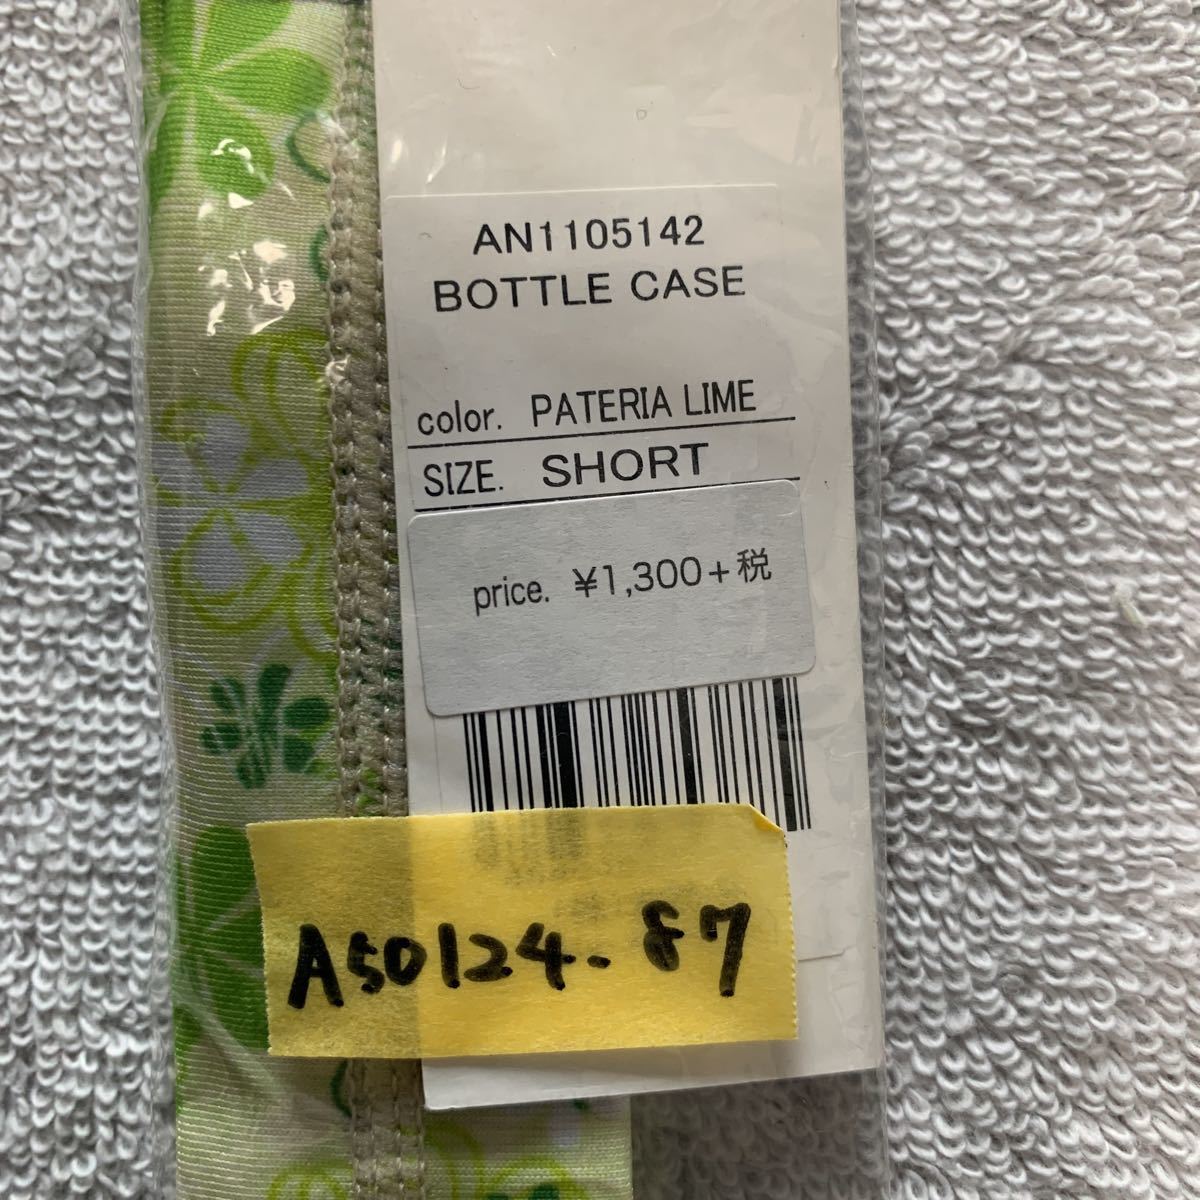 AN1105142
BOTTLE CASE
color. PATERIA LIME
SIZE. SHORT
price. ¥1,300+税
A50124-87